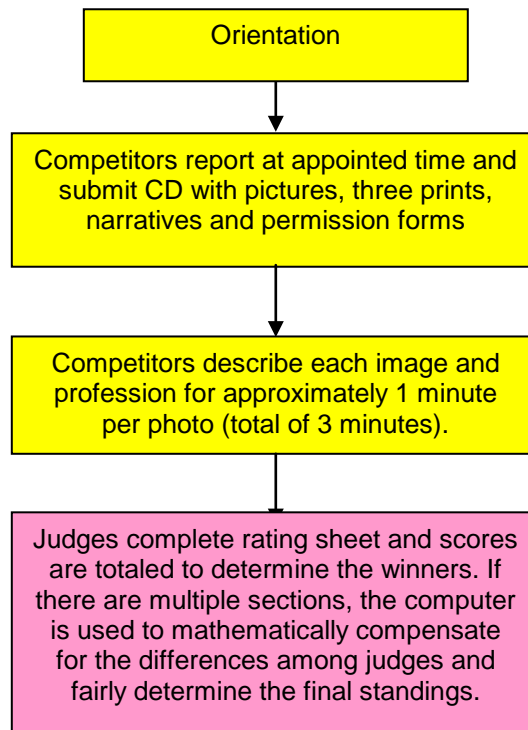 Orientation
Competitors report at appointed time and
submit CD with pictures, three prints,
narratives and permission forms
Competitors describe each image and
profession for approximately 1 minute
per photo (total of 3 minutes).
Judges complete rating sheet and scores
are totaled to determine the winners. If
there are multiple sections, the computer
is used to mathematically compensate
for the differences among judges and
fairly determine the final standings.